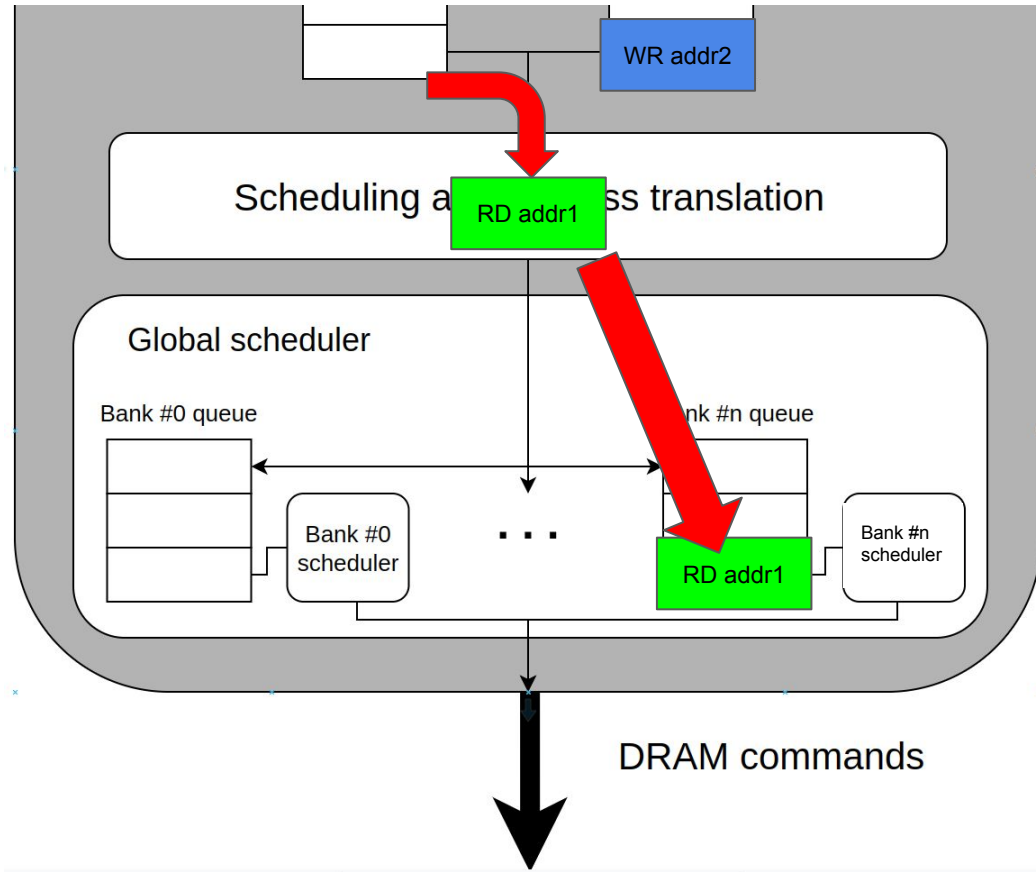 WR addr2
Scheduling a ss translation
RD addr1
Global scheduler
Bank #0 queue
nk #n queue
Bank #0
scheduler
. . .
Bank #n
scheduler
RD addr1
DRAM commands